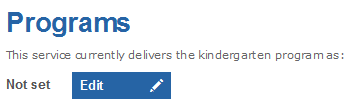 Programs
This service currently delivers the kindergarten program as:
Not set Edit